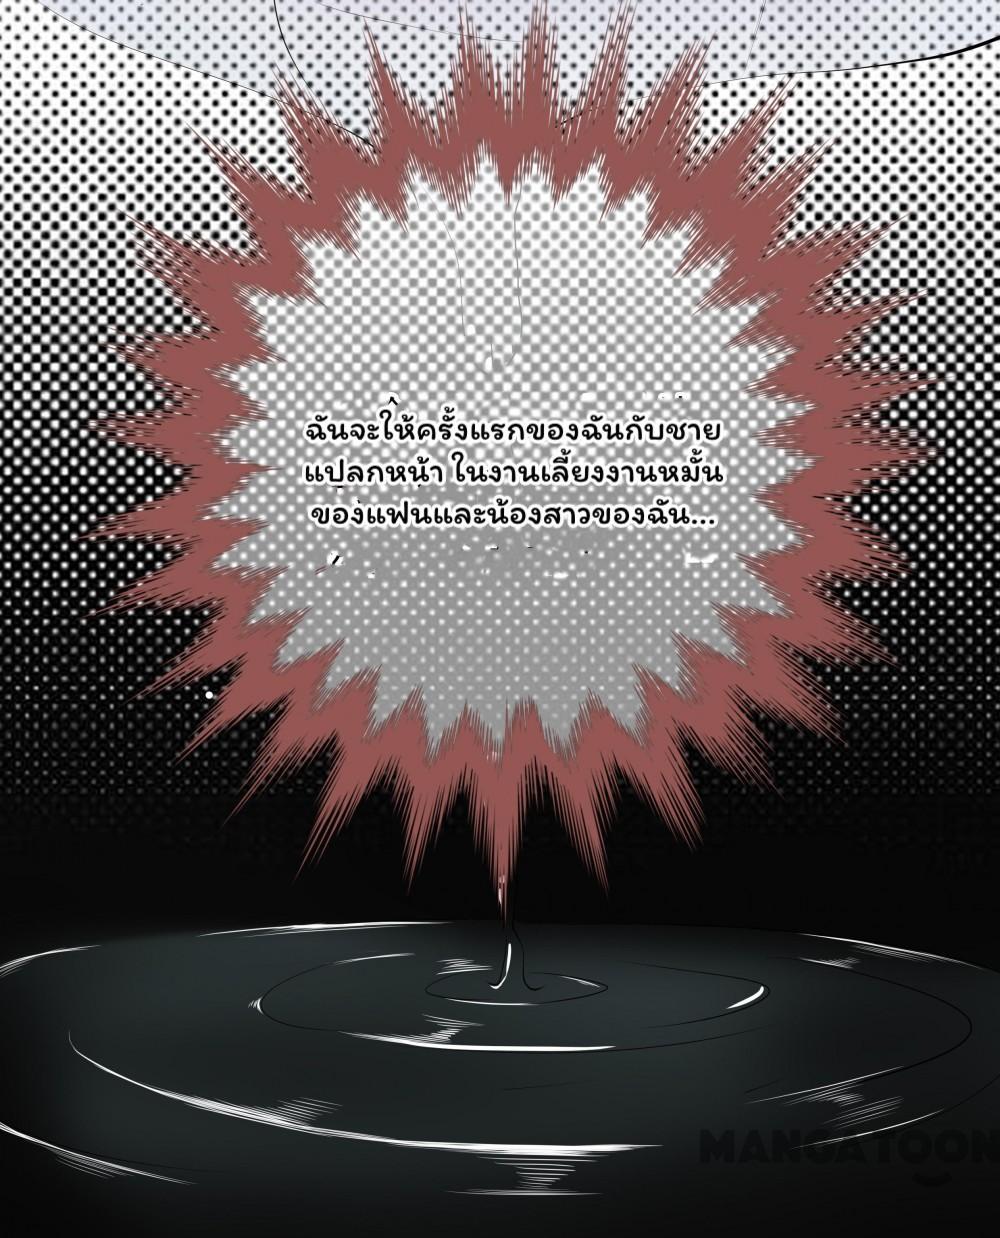 ฉันจะให้ครั้งแรกของฉันกับชาย
แปลกหน้า ในงานเลี้ยงงานหมั้น
ของแฟนและน้องสาวของฉัน...
MANGATOON